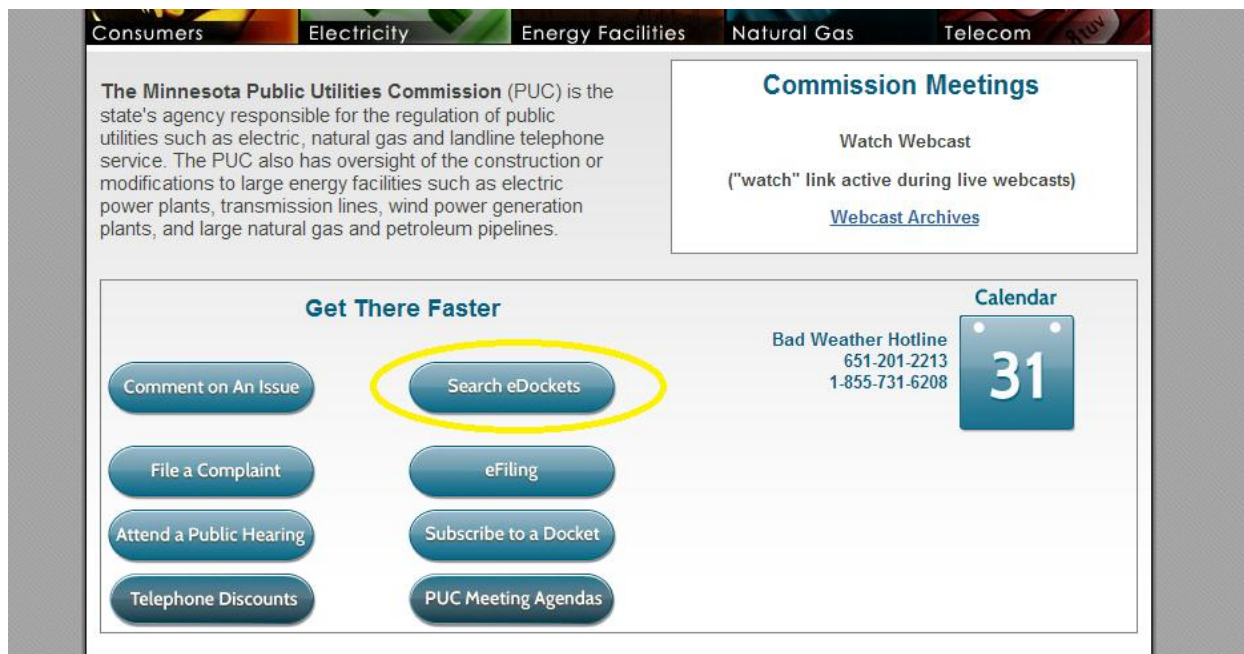 Consumers Electricity Energy Facilities Natural Gas Telecom
8tuv
The Minnesota Public Utilities Commission (PUC) is the
state's agency responsible for the regulation of public
utilities such as electric, natural gas and landline telephone
service. The PUC also has oversight of the construction or
modifications to large energy facilities such as electric
power plants, transmission lines, wind power generation
plants, and large natural gas and petroleum pipelines.
Commission Meetings
Watch Webcast
("watch" link active during live webcasts)
Webcast Archives
Get There Faster
Comment on An Issue
Search eDockets
File a Complaint
eFiling
Attend a Public Hearing
Subscribe to a Docket
Telephone Discounts
PUC Meeting Agendas
Bad Weather Hotline
651-201-2213
1-855-731-6208
Calendar
31